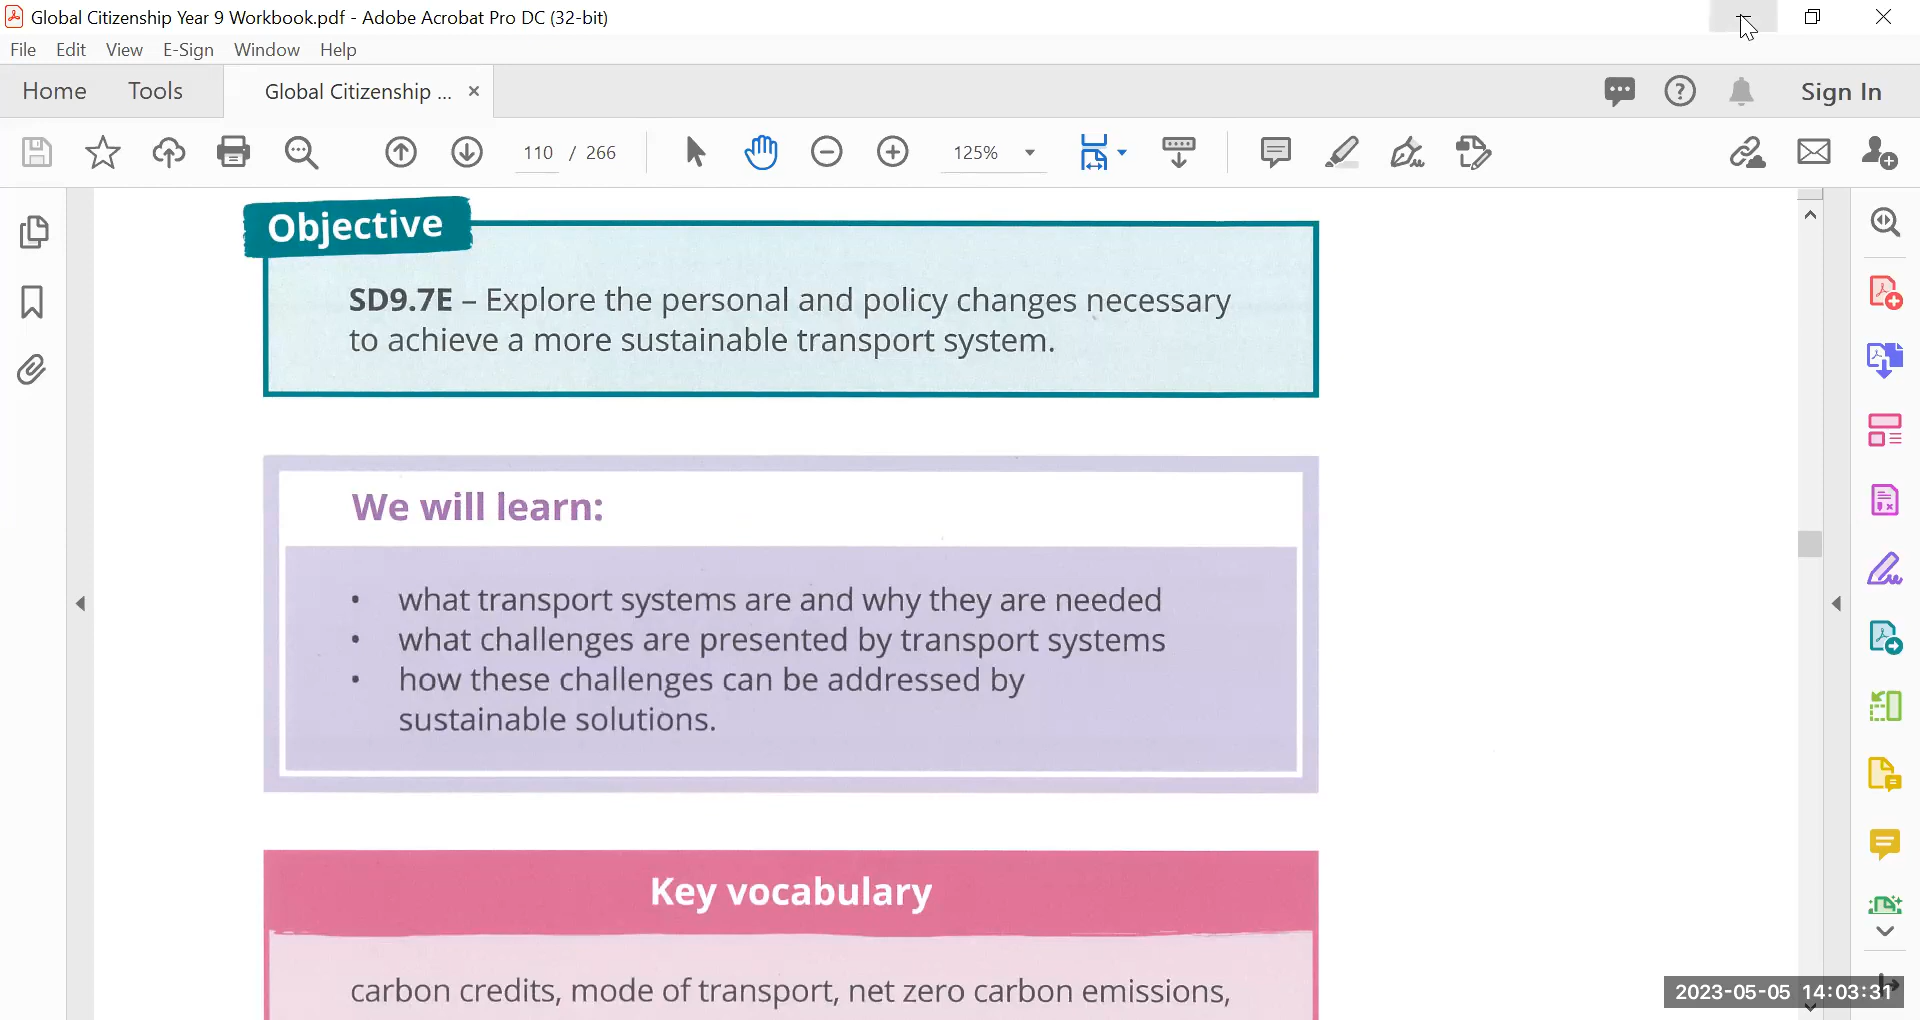 Global Citizenship Year 9 Workbook.pdf - Adobe Acrobat Pro DC (32-bit)
File Edit View E-Sign Window Help
Home Tools Global Citizenship ... × Sign In
110 / 266 125%
Objective
SD9.7E – Explore the personal and policy changes necessary
to achieve a more sustainable transport system.
We will learn:
• what transport systems are and why they are needed
• what challenges are presented by transport systems
• how these challenges can be addressed by
sustainable solutions.
Key vocabulary
carbon credits, mode of transport, net zero carbon emissions,
2023-05-05 14:03:31